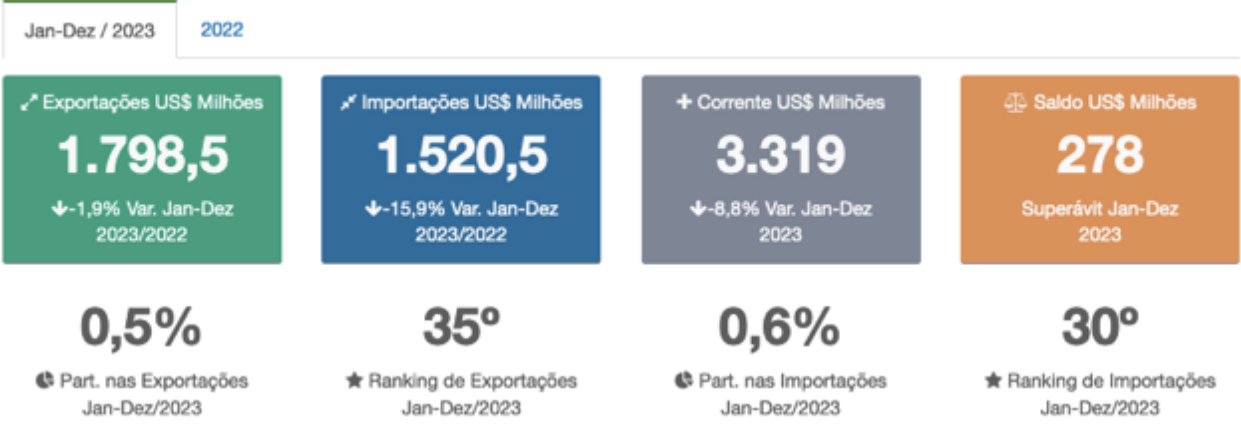 Jan-Dez / 2023
2022
Exportações US$ Milhões
1.798,5
-1,9% Var. Jan-Dez
2023/2022
Importações US$ Milhões
1.520,5
-15,9% Var. Jan-Dez
2023/2022
Corrente US$ Milhões
3.319
-8,8% Var. Jan-Dez
2023
Saldo US$ Milhões
278
Superávit Jan-Dez
2023
0,5%
Part. nas Exportações
Jan-Dez/2023
35º
Ranking de Exportações
Jan-Dez/2023
0,6%
Part. nas Importações
Jan-Dez/2023
30º
Ranking de Importações
Jan-Dez/2023